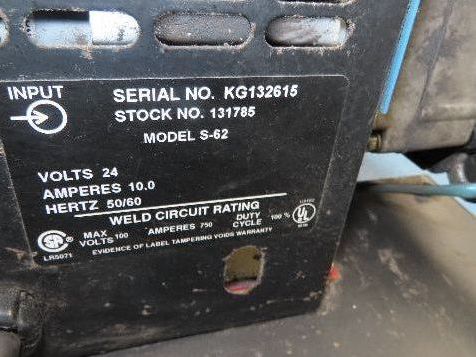 INPUT
SERIAL NO. KG132615
STOCK NO. 131785
MODEL S-62
VOLTS 24
AMPERES 10.0
HERTZ 50/60
WELD CIRCUIT RATING
MAX VOLTS 100 AMPERES 750 DUTY CYCLE 100 %
LR5071 EVIDENCE OF LABEL TAMPERING VOIDS WARRANTY